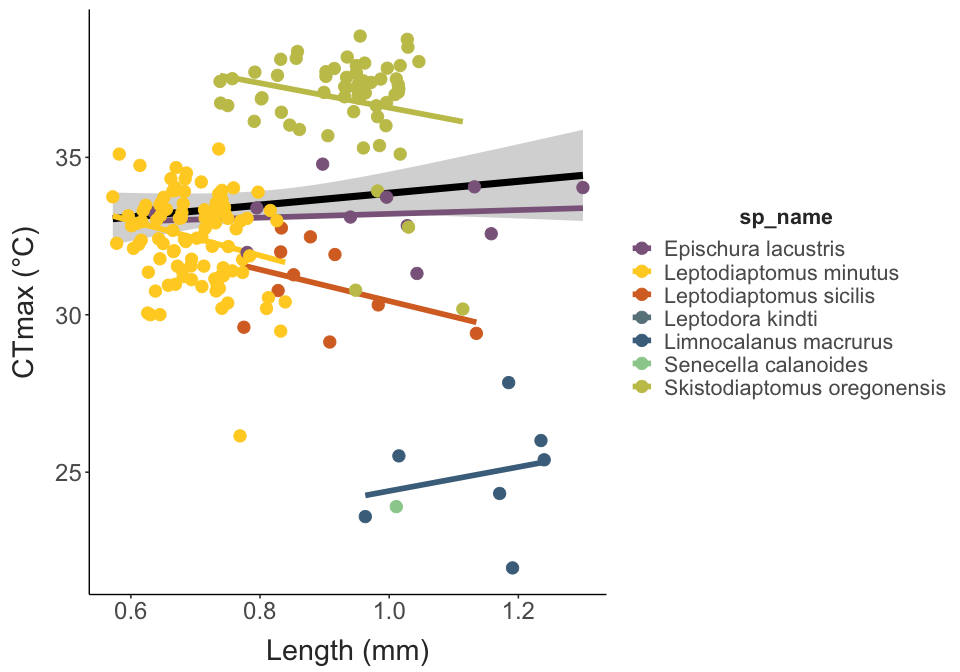 CTmax (°C)
35
30
25
0.6 0.8 1.0 1.2
Length (mm)
sp_name
Epischura lacustris
Leptodiaptomus minutus
Leptodiaptomus sicilis
Leptodora kindti
Limnocalanus macrurus
Senecella calanoides
Skistodiaptomus oregonensis